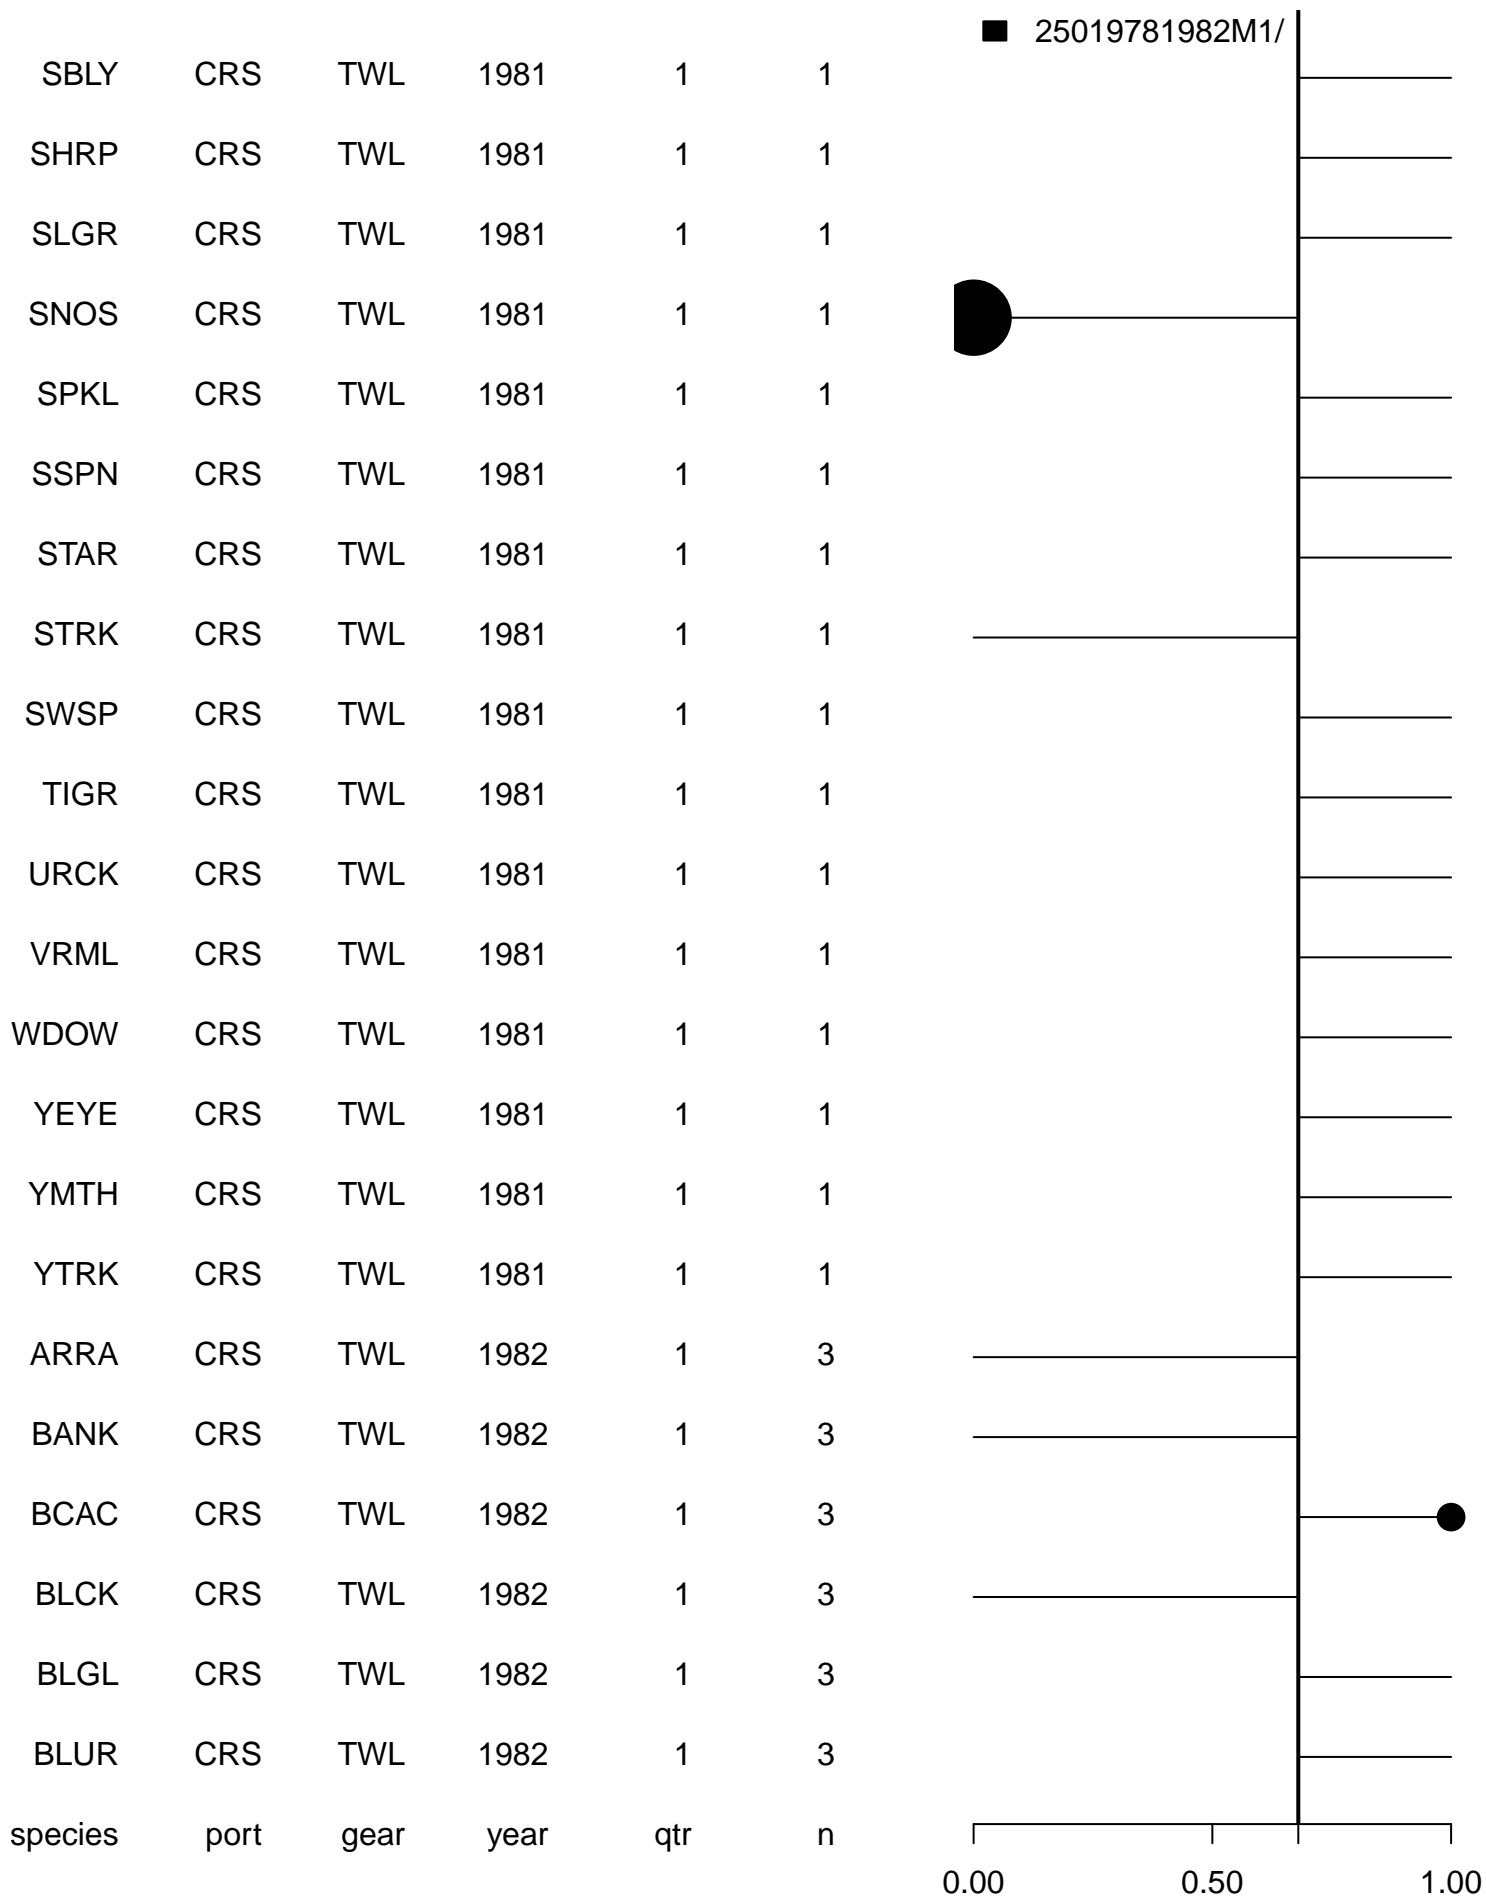 25019781982M1/
SBLY CRS TWL 1981 1 1
SHRP CRS TWL 1981 1 1
SLGR CRS TWL 1981 1 1
SNOS CRS TWL 1981 1 1
SPKL CRS TWL 1981 1 1
SSPN CRS TWL 1981 1 1
STAR CRS TWL 1981 1 1
STRK CRS TWL 1981 1 1
SWSP CRS TWL 1981 1 1
TIGR CRS TWL 1981 1 1
URCK CRS TWL 1981 1 1
VRML CRS TWL 1981 1 1
WDOW CRS TWL 1981 1 1
YEYE CRS TWL 1981 1 1
YMTH CRS TWL 1981 1 1
YTRK CRS TWL 1981 1 1
ARRA CRS TWL 1982 1 3
BANK CRS TWL 1982 1 3
BCAC CRS TWL 1982 1 3
BLCK CRS TWL 1982 1 3
BLGL CRS TWL 1982 1 3
BLUR CRS TWL 1982 1 3
species port gear year qtr n
0.00 0.50 1.00